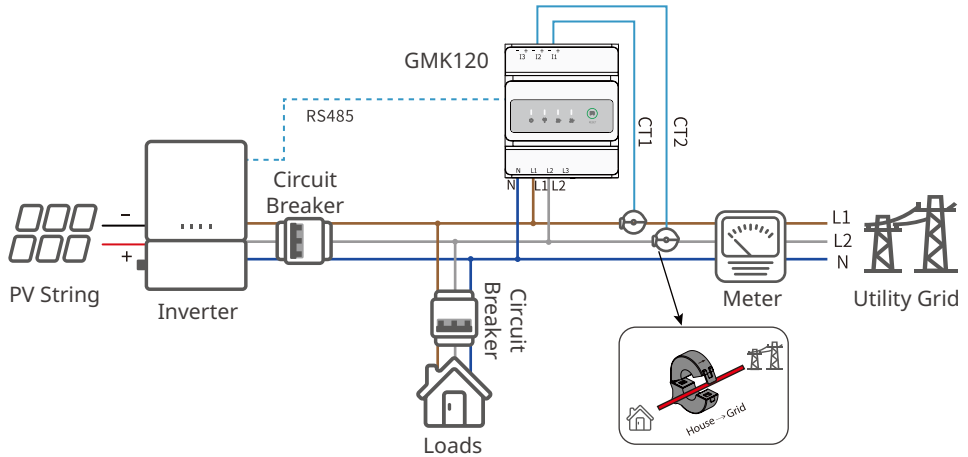 I3 I2 I1
- + - + - +
GMK120
RS485
CT1
CT2
N L1 L2 L3
N L1 L2
Circuit
Breaker
L1
L2
N
−
+
PV String
Inverter
Circuit
Breaker
Meter
Utility Grid
Loads
House→Grid